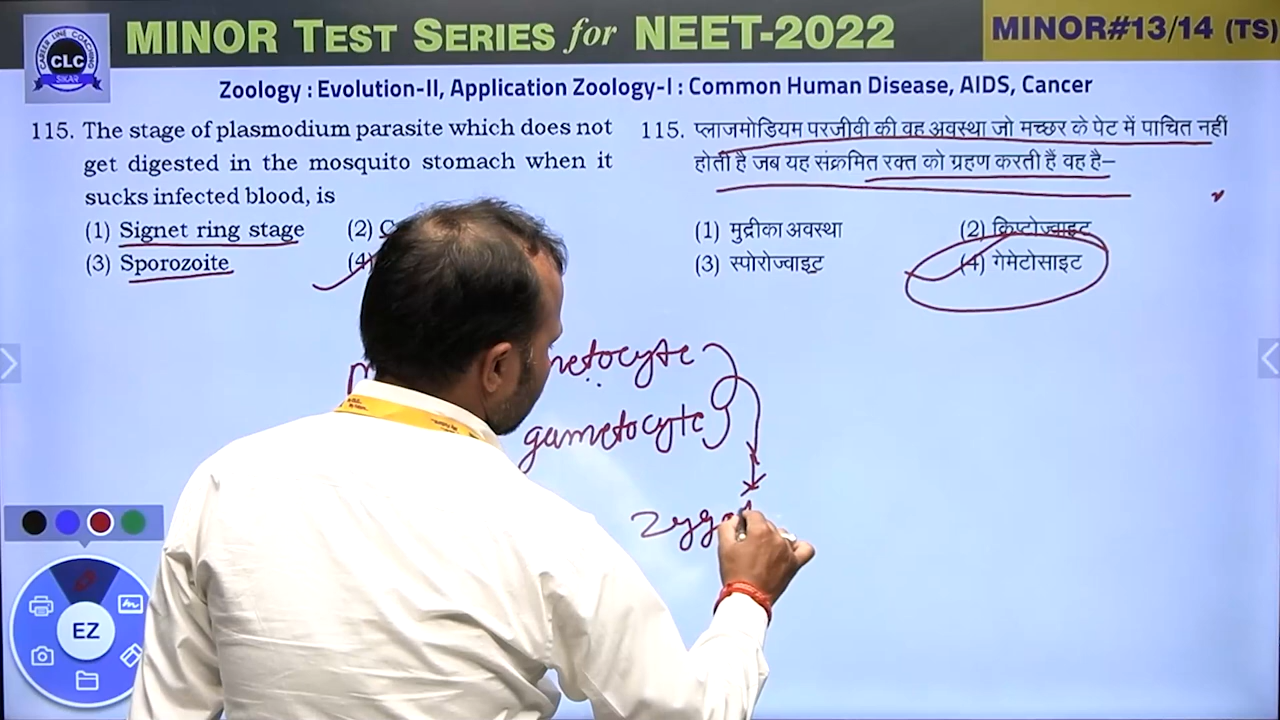 MINOR TEST SERIES for NEET-2022
MINOR#13/14 (TS)
CAREER LINE COACHING
CLC
SIKAR
Zoology : Evolution-II, Application Zoology-I : Common Human Disease, AIDS, Cancer
115. The stage of plasmodium parasite which does not
get digested in the mosquito stomach when it
sucks infected blood, is
(1) Signet ring stage (2) C
(3) Sporozoite (4)
115. प्लाजमोडियम परजीवी की वह अवस्था जो मच्छर के पेट में पाचित नहीं
होती है जब यह संक्रमित रक्त को ग्रहण करती हैं वह है–
(1) मुद्रीका अवस्था (2) क्रिप्टोज्वाइट
(3) स्पोरोज्वाइट (4) गेमेटोसाइट
metocyte
gametocyte
zyg
EZ